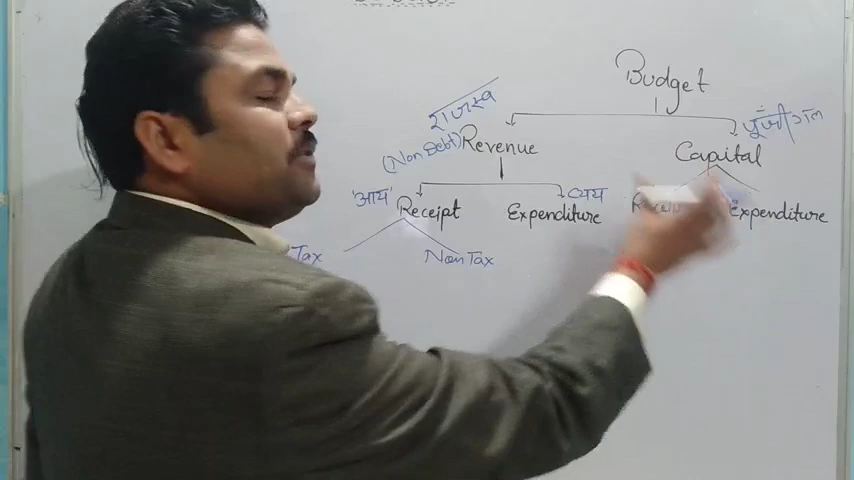 Budget
राजस्व
पूंजीगत
(Non Debt) Revenue
Capital
'आय' Receipt
Expenditure व्यय
Expenditure
Tax
Non Tax